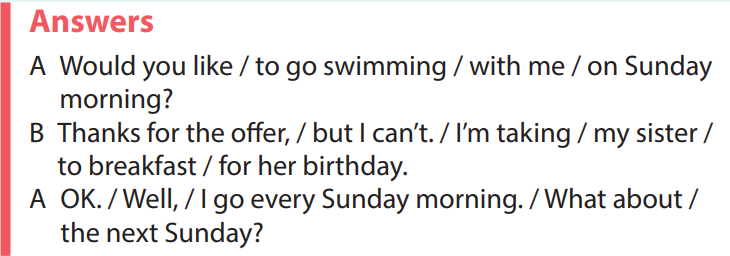 Answers
A Would you like / to go swimming / with me / on Sunday
morning?
B Thanks for the offer, / but I can’t. / I’m taking / my sister /
to breakfast / for her birthday.
A OK. / Well, / I go every Sunday morning. / What about /
the next Sunday?